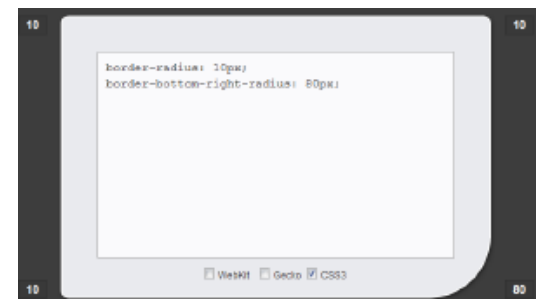 10 10
border-radius: 10px;
border-bottom-right-radius: 80px;
WebKit Gecko CSS3
10 80